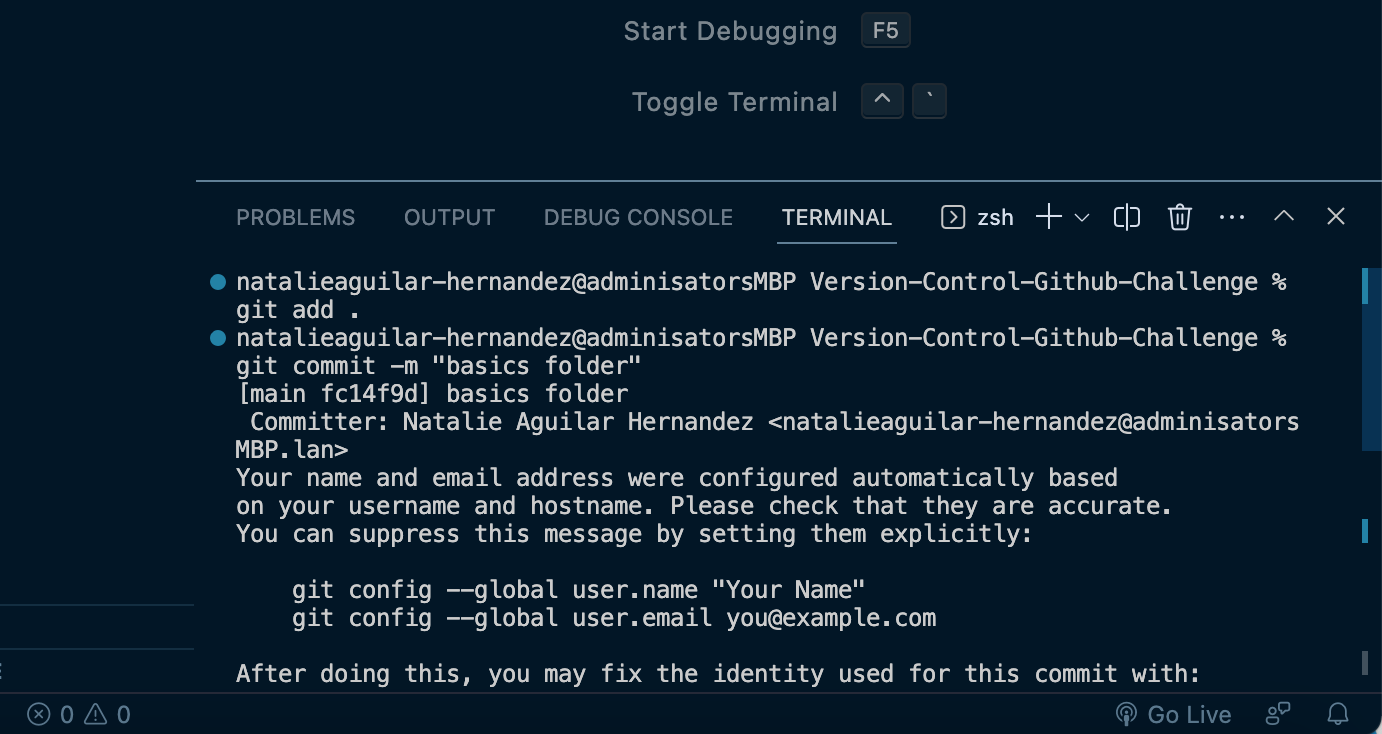 Start Debugging F5
Toggle Terminal ^ `
PROBLEMS OUTPUT DEBUG CONSOLE TERMINAL zsh
natalieaguilar-hernandez@adminisatorsMBP Version-Control-Github-Challenge %
git add .
natalieaguilar-hernandez@adminisatorsMBP Version-Control-Github-Challenge %
git commit -m "basics folder"
[main fc14f9d] basics folder
Committer: Natalie Aguilar Hernandez <natalieaguilar-hernandez@adminisators
MBP.lan>
Your name and email address were configured automatically based
on your username and hostname. Please check that they are accurate.
You can suppress this message by setting them explicitly:
git config --global user.name "Your Name"
git config --global user.email you@example.com
After doing this, you may fix the identity used for this commit with:
0 0 Go Live